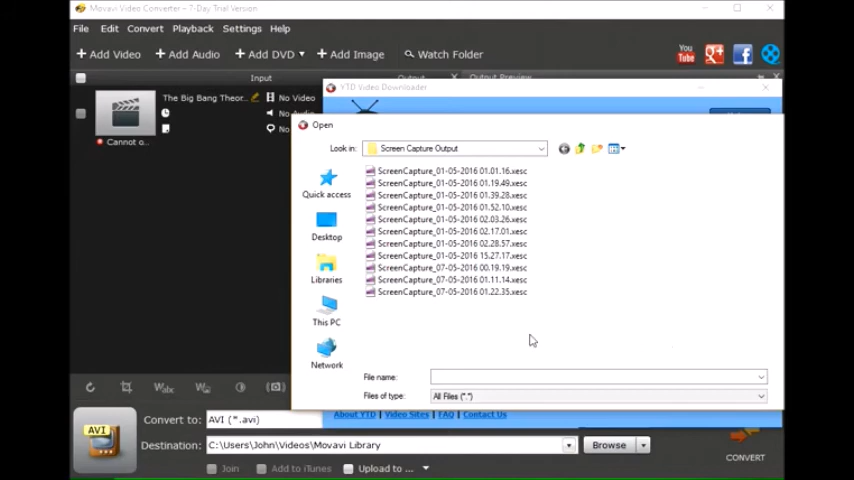 Movavi Video Converter – 7-Day Trial Version
File Edit Convert Playback Settings Help
Add Video Add Audio Add DVD Add Image Watch Folder
You Tube
Input
Output Preview
YTD Video Downloader
The Big Bang Theor... No Video
No Au
No
Cannot o...
Open
Look in: Screen Capture Output
ScreenCapture_01-05-2016 01.01.16.xesc
ScreenCapture_01-05-2016 01.19.49.xesc
ScreenCapture_01-05-2016 01.39.28.xesc
ScreenCapture_01-05-2016 01.52.10.xesc
ScreenCapture_01-05-2016 02.03.26.xesc
ScreenCapture_01-05-2016 02.17.01.xesc
ScreenCapture_01-05-2016 02.28.57.xesc
ScreenCapture_01-05-2016 15.27.17.xesc
ScreenCapture_07-05-2016 00.19.19.xesc
ScreenCapture_07-05-2016 01.11.14.xesc
ScreenCapture_07-05-2016 01.22.35.xesc
Quick access
Desktop
Libraries
This PC
Network
File name:
Files of type: All Files (*.*)
About YTD Video Sites FAQ Contact Us
AVI
Convert to: AVI (*.avi)
Destination: C:\Users\John\Videos\Movavi Library
Browse
CONVERT
Join Add to iTunes Upload to ...